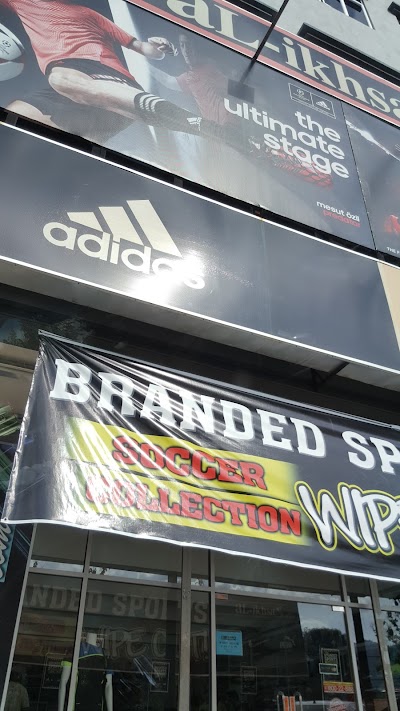 aL-ikhsa
the
ultimate
stage
mesut özil
adidas
BRANDED SP
SOCCER
COLLECTION
WIP